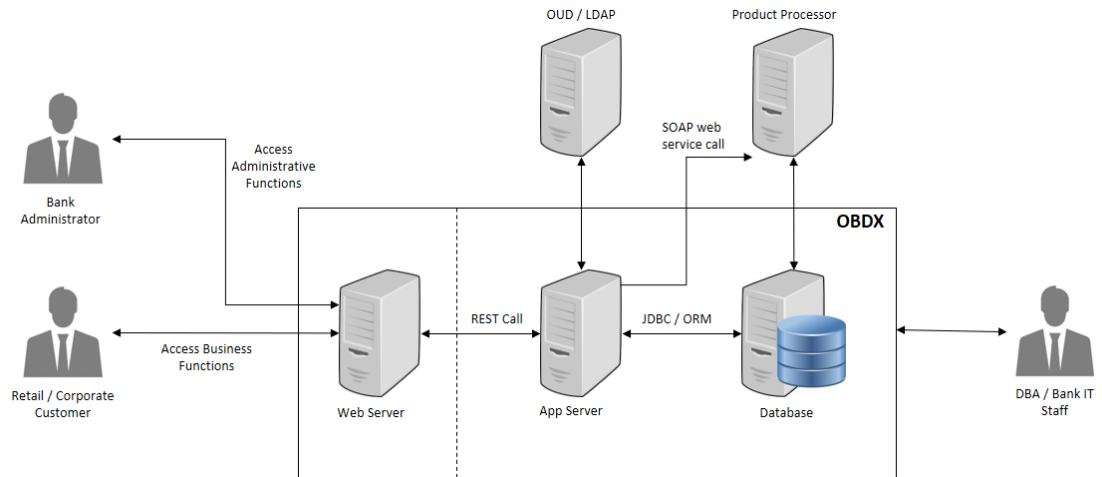 OUD / LDAP
Product Processor
SOAP web
service call
Access
Administrative
Functions
Bank
Administrator
OBDX
REST Call
JDBC / ORM
Access Business
Functions
Retail / Corporate
Customer
Web Server
App Server
Database
DBA / Bank IT
Staff